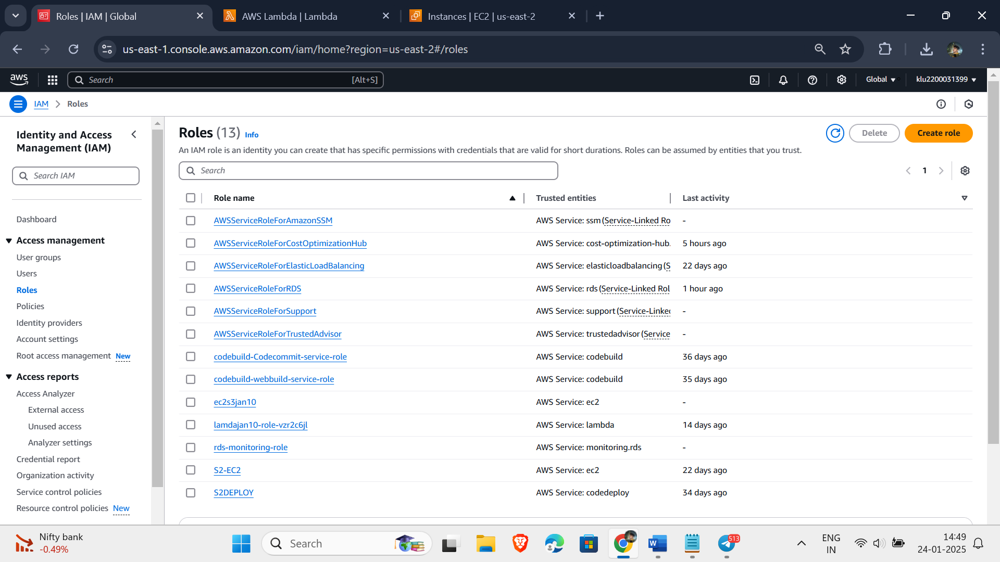 Roles | IAM | Global
AWS Lambda | Lambda
Instances | EC2 | us-east-2
us-east-1.console.aws.amazon.com/iam/home?region=us-east-2#/roles
aws
Search
[Alt+S]
Global
klu2200031399
IAM
Roles
Identity and Access
Management (IAM)
Search IAM
Dashboard
Access management
User groups
Users
Roles
Policies
Identity providers
Account settings
Root access management New
Access reports
Access Analyzer
External access
Unused access
Analyzer settings
Credential report
Organization activity
Service control policies
Resource control policies New
Roles (13) Info
Delete
Create role
An IAM role is an identity you can create that has specific permissions with credentials that are valid for short durations. Roles can be assumed by entities that you trust.
Search
1
Role name Trusted entities Last activity
AWSServiceRoleForAmazonSSM AWS Service: ssm (Service-Linked Ro -
AWSServiceRoleForCostOptimizationHub AWS Service: cost-optimization-hub. 5 hours ago
AWSServiceRoleForElasticLoadBalancing AWS Service: elasticloadbalancing (S 22 days ago
AWSServiceRoleForRDS AWS Service: rds (Service-Linked Rol 1 hour ago
AWSServiceRoleForSupport AWS Service: support (Service-Linked -
AWSServiceRoleForTrustedAdvisor AWS Service: trustedadvisor (Service -
codebuild-Codecommit-service-role AWS Service: codebuild 36 days ago
codebuild-webbuild-service-role AWS Service: codebuild 35 days ago
ec2s3jan10 AWS Service: ec2 -
lamdajan10-role-vzr2c6jl AWS Service: lambda 14 days ago
rds-monitoring-role AWS Service: monitoring.rds -
S2-EC2 AWS Service: ec2 22 days ago
S2DEPLOY AWS Service: codedeploy 34 days ago
Nifty bank
-0.49%
Search
W
513
ENG
IN
14:49
24-01-2025